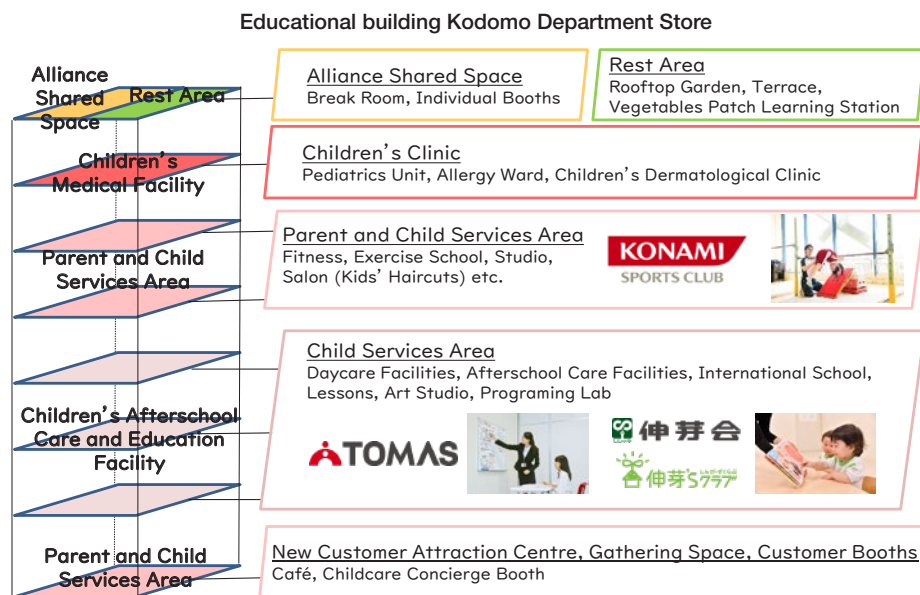 Educational building Kodomo Department Store
Alliance
Shared
Space
Rest Area
Alliance Shared Space
Break Room, Individual Booths
Rest Area
Rooftop Garden, Terrace,
Vegetables Patch Learning Station
Children's
Medical Facility
Children's Clinic
Pediatrics Unit, Allergy Ward, Children's Dermatological Clinic
Parent and Child
Services Area
Parent and Child Services Area
Fitness, Exercise School, Studio,
Salon (Kids' Haircuts) etc.
KONAMI
SPORTS CLUB
Children's Afterschool
Care and Education
Facility
Child Services Area
Daycare Facilities, Afterschool Care Facilities, International School,
Lessons, Art Studio, Programing Lab
TOMAS
伸芽会
伸芽'Sクラブ
Parent and Child
Services Area
New Customer Attraction Centre, Gathering Space, Customer Booths
Café, Childcare Concierge Booth